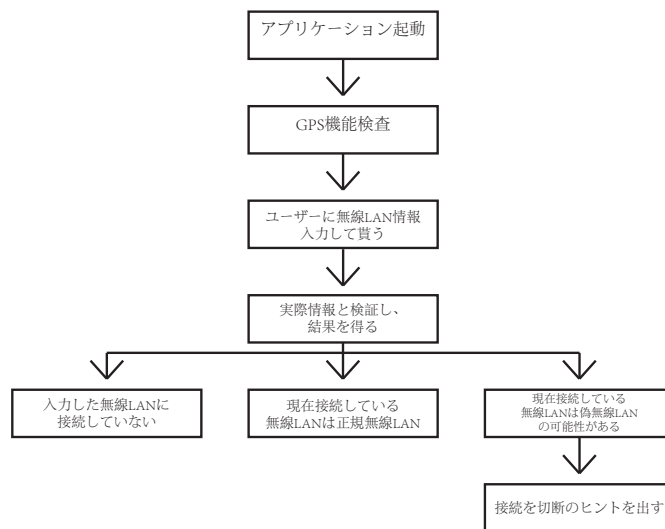 アプリケーション起動
GPS機能検査
ユーザーに無線LAN情報
入力して貰う
実際情報と検証し、
結果を得る
入力した無線LANに
接続していない
現在接続している
無線LANは正規無線LAN
現在接続している
無線LANは偽無線LAN
の可能性がある
接続を切断のヒントを出す